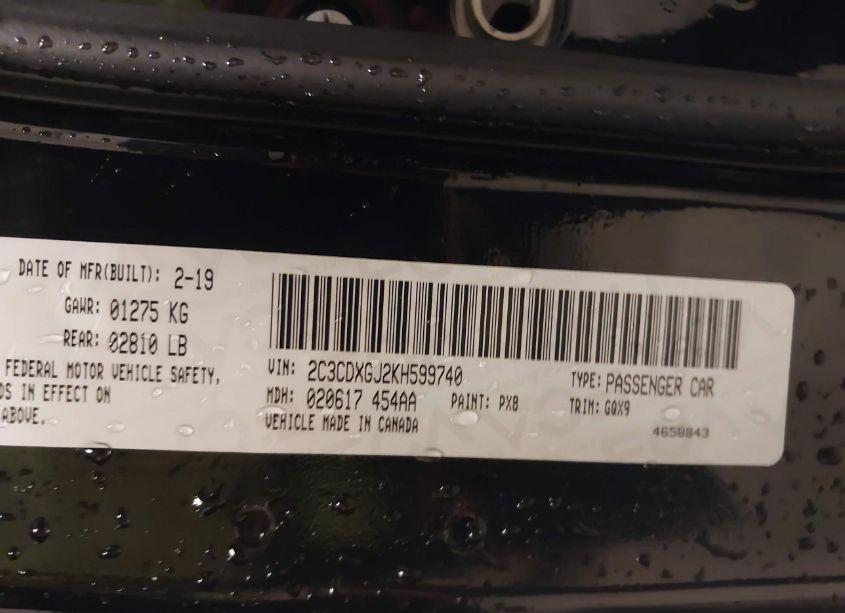 DATE OF MFR(BUILT): 2-19
GAWR: 01275 KG
REAR: 02810 LB
FEDERAL MOTOR VEHICLE SAFETY,
DS IN EFFECT ON
ABOVE.
VIN: 2C3CDXGJ2KH599740
TYPE: PASSENGER CAR
MDH: 020617 454AA PAINT: PX8 TRIM: GQX9
VEHICLE MADE IN CANADA
4658843